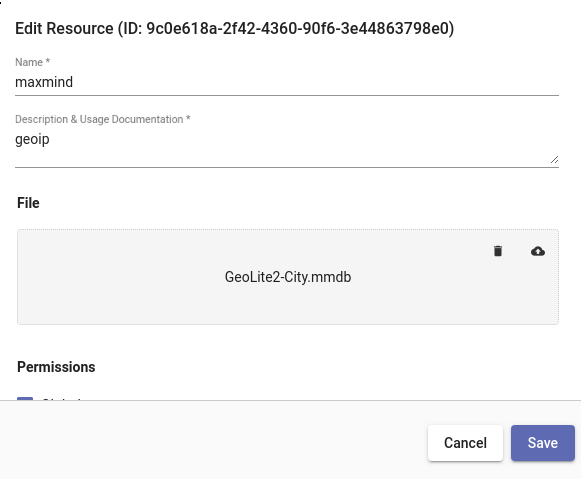 Edit Resource (ID: 9c0e618a-2f42-4360-90f6-3e44863798e0)
Name *
maxmind
Description & Usage Documentation *
geoip
File
GeoLite2-City.mmdb
Permissions
Cancel
Save